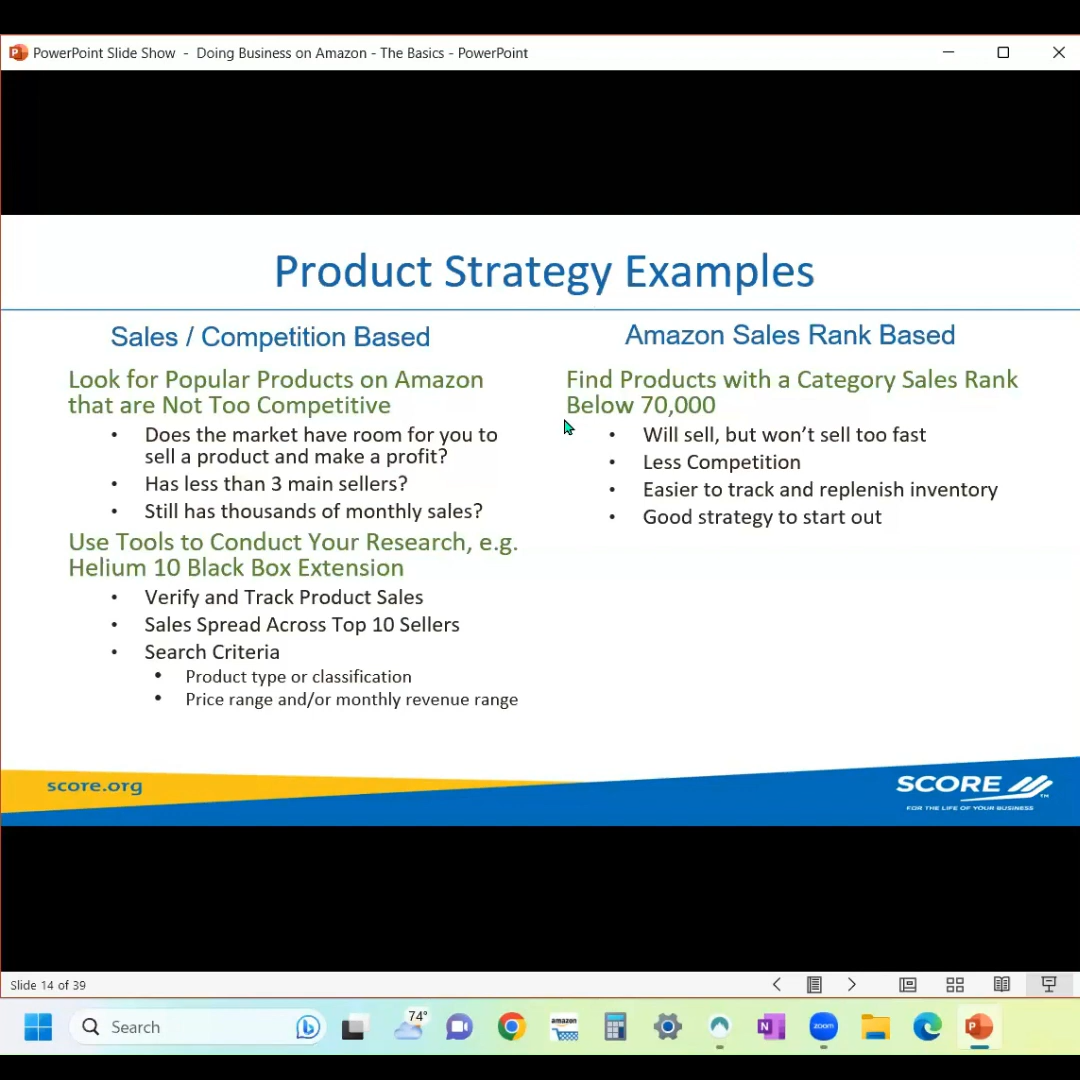 PowerPoint Slide Show - Doing Business on Amazon - The Basics - PowerPoint
Product Strategy Examples
Sales / Competition Based
Look for Popular Products on Amazon
that are Not Too Competitive
• Does the market have room for you to
sell a product and make a profit?
• Has less than 3 main sellers?
• Still has thousands of monthly sales?
Use Tools to Conduct Your Research, e.g.
Helium 10 Black Box Extension
• Verify and Track Product Sales
• Sales Spread Across Top 10 Sellers
• Search Criteria
• Product type or classification
• Price range and/or monthly revenue range
Amazon Sales Rank Based
Find Products with a Category Sales Rank
Below 70,000
• Will sell, but won't sell too fast
• Less Competition
• Easier to track and replenish inventory
• Good strategy to start out
score.org
SCORE
TM
FOR THE LIFE OF YOUR BUSINESS
Slide 14 of 39
Search
74°
amazon
N
zoom
P